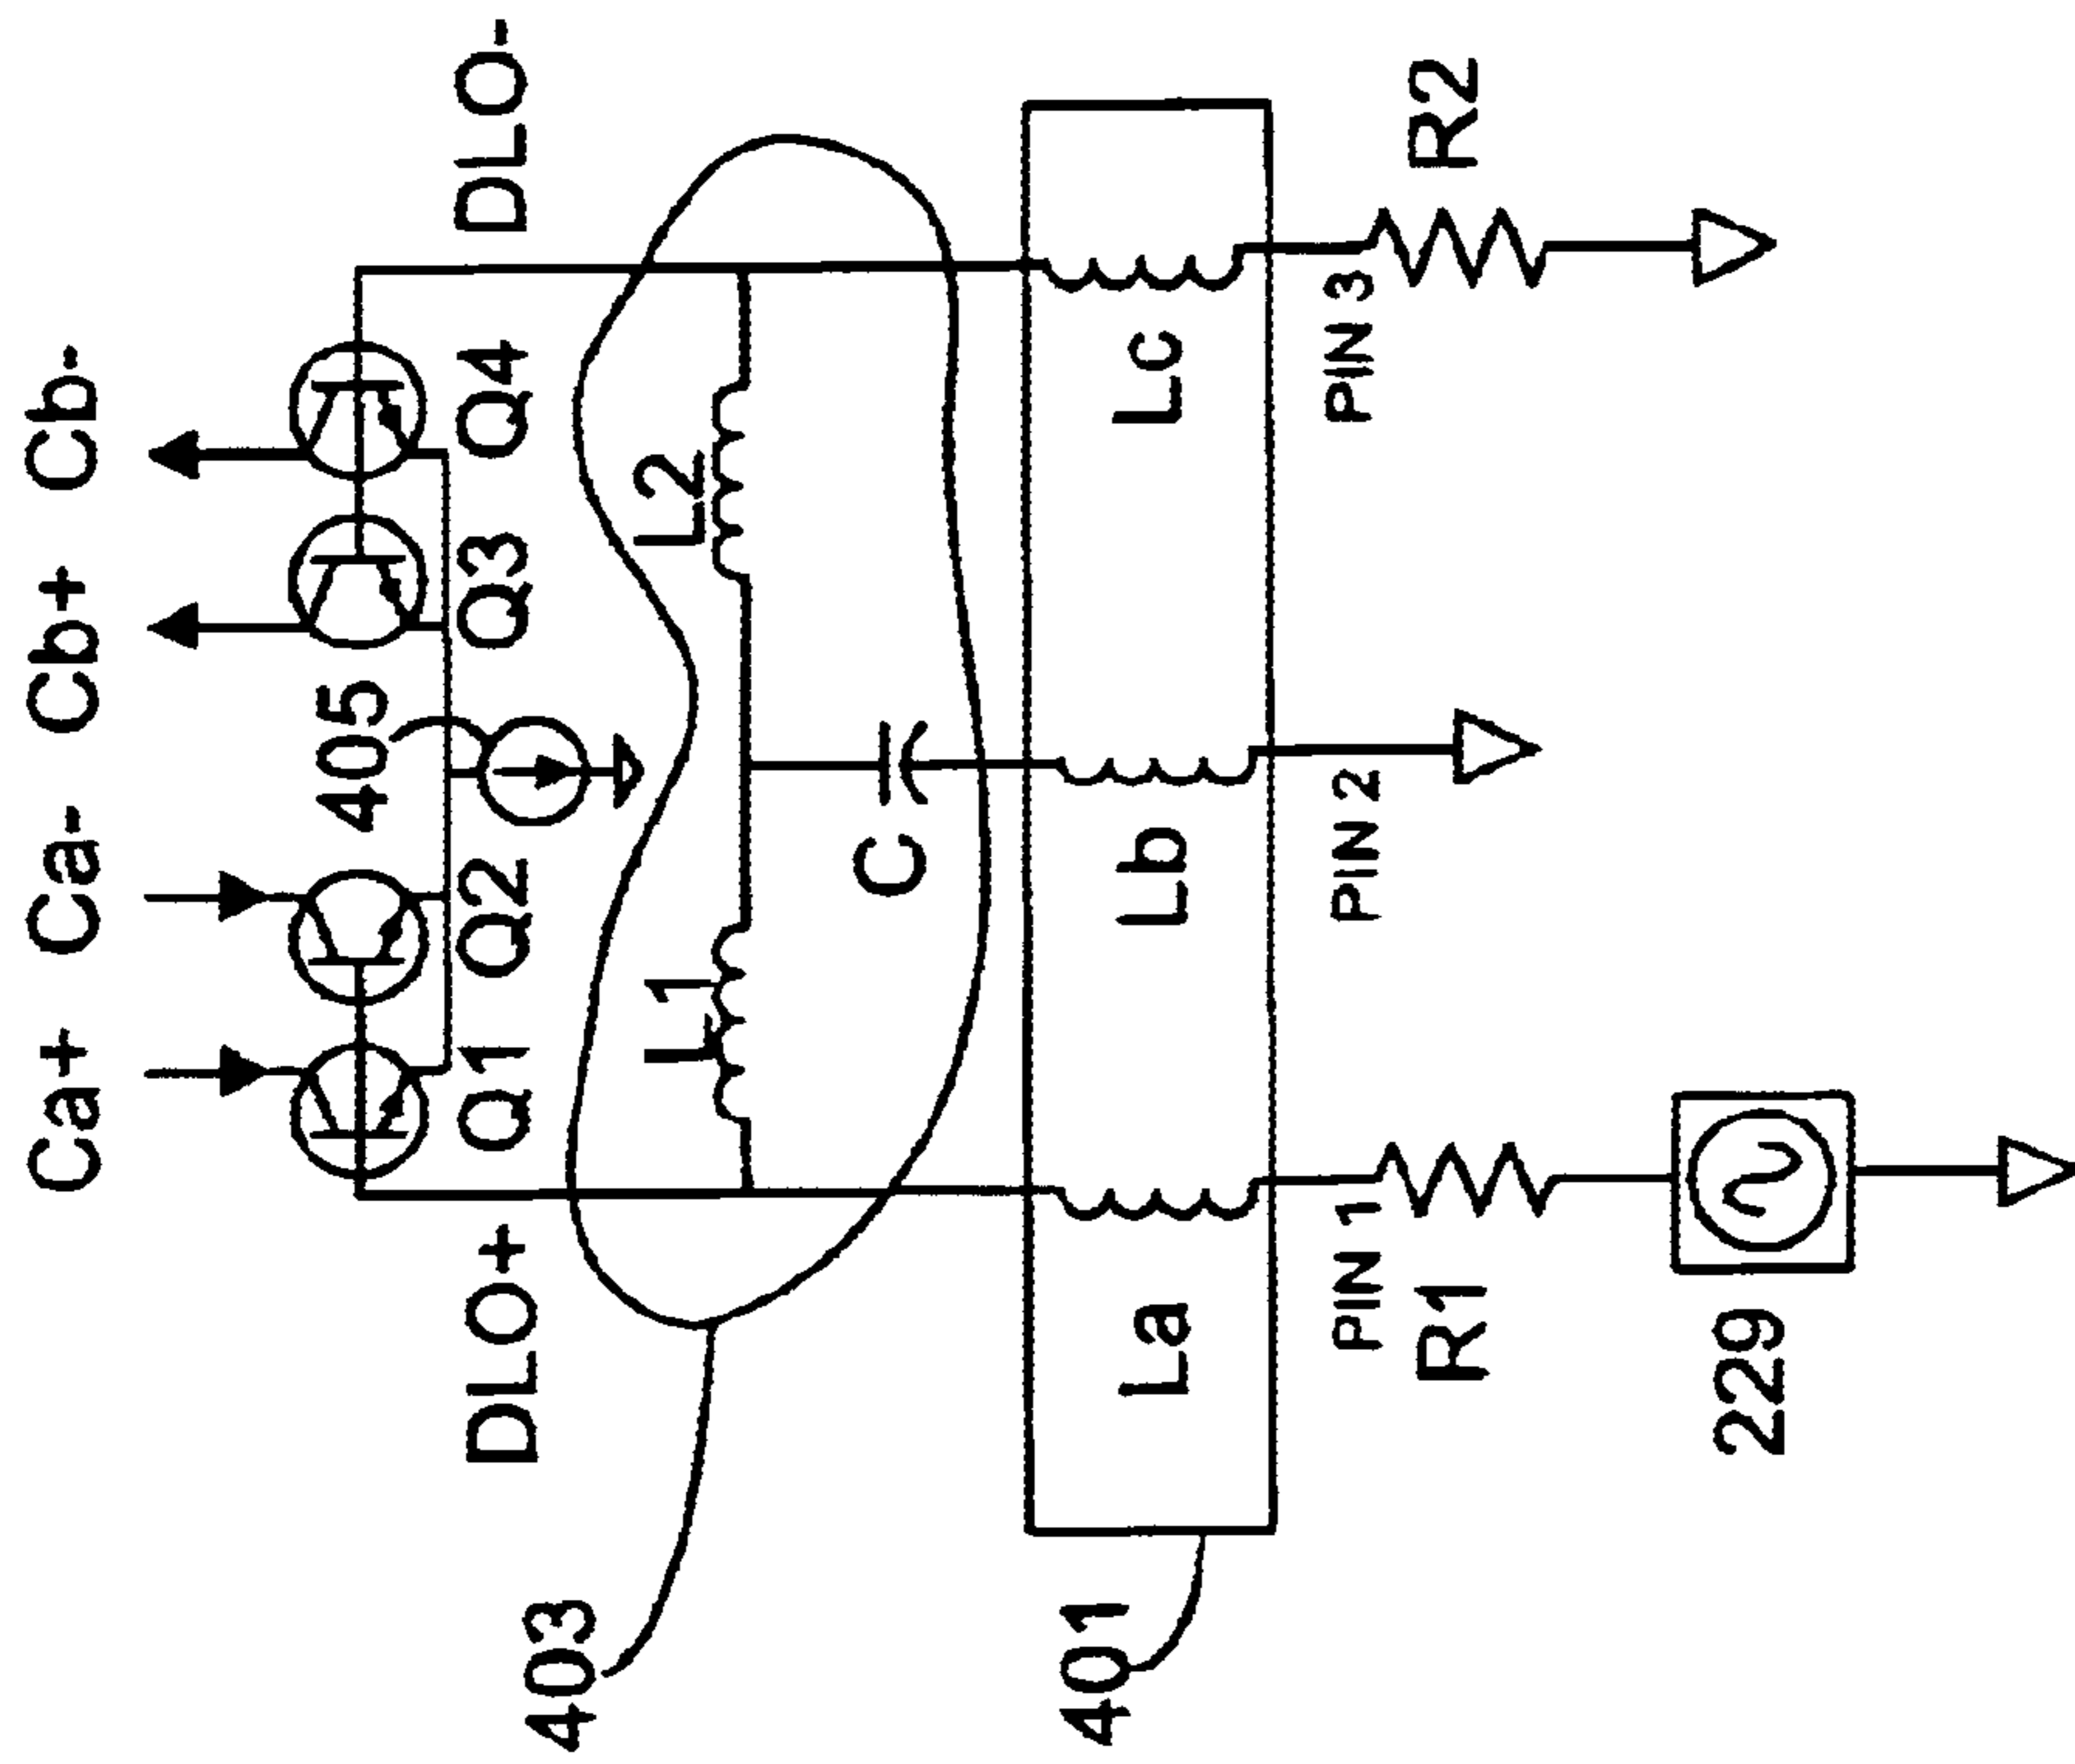 Ca+ Ca- Cb+ Cb-
405
Q1 Q2 Q3 Q4
DLO+ DLO-
403
L1 L2
C
401
La Lb Lc
PIN 1 PIN 2 PIN 3
R1 R2
229